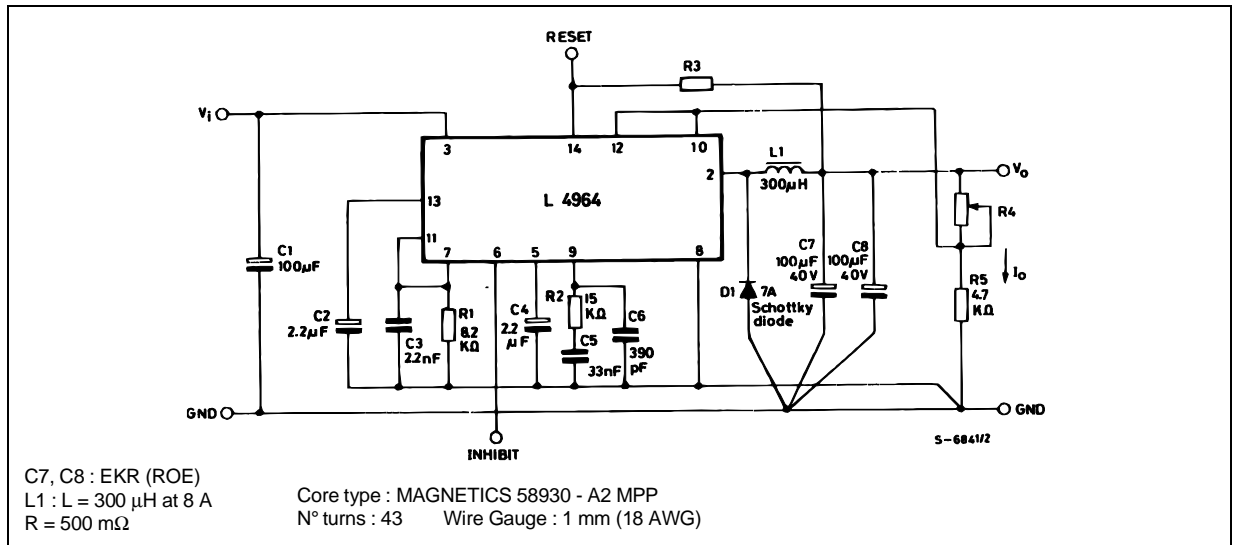 RESET
R3
Vi
3
14
12
10
2
L1
300µH
Vo
L 4964
13
11
7
6
5
9
8
R4
C1
100µF
C7
100µF
40V
C8
100µF
40V
Io
R5
4.7
KΩ
D1
7A
Schottky
diode
C2
2.2µF
C3
2.2nF
R1
8.2
KΩ
C4
2.2
µF
R2
15
KΩ
C5
33nF
C6
390
pF
GND
GND
INHIBIT
S-6841/2
C7, C8 : EKR (ROE)
L1 : L = 300 µH at 8 A
R = 500 mΩ
Core type : MAGNETICS 58930 - A2 MPP
N° turns : 43 Wire Gauge : 1 mm (18 AWG)